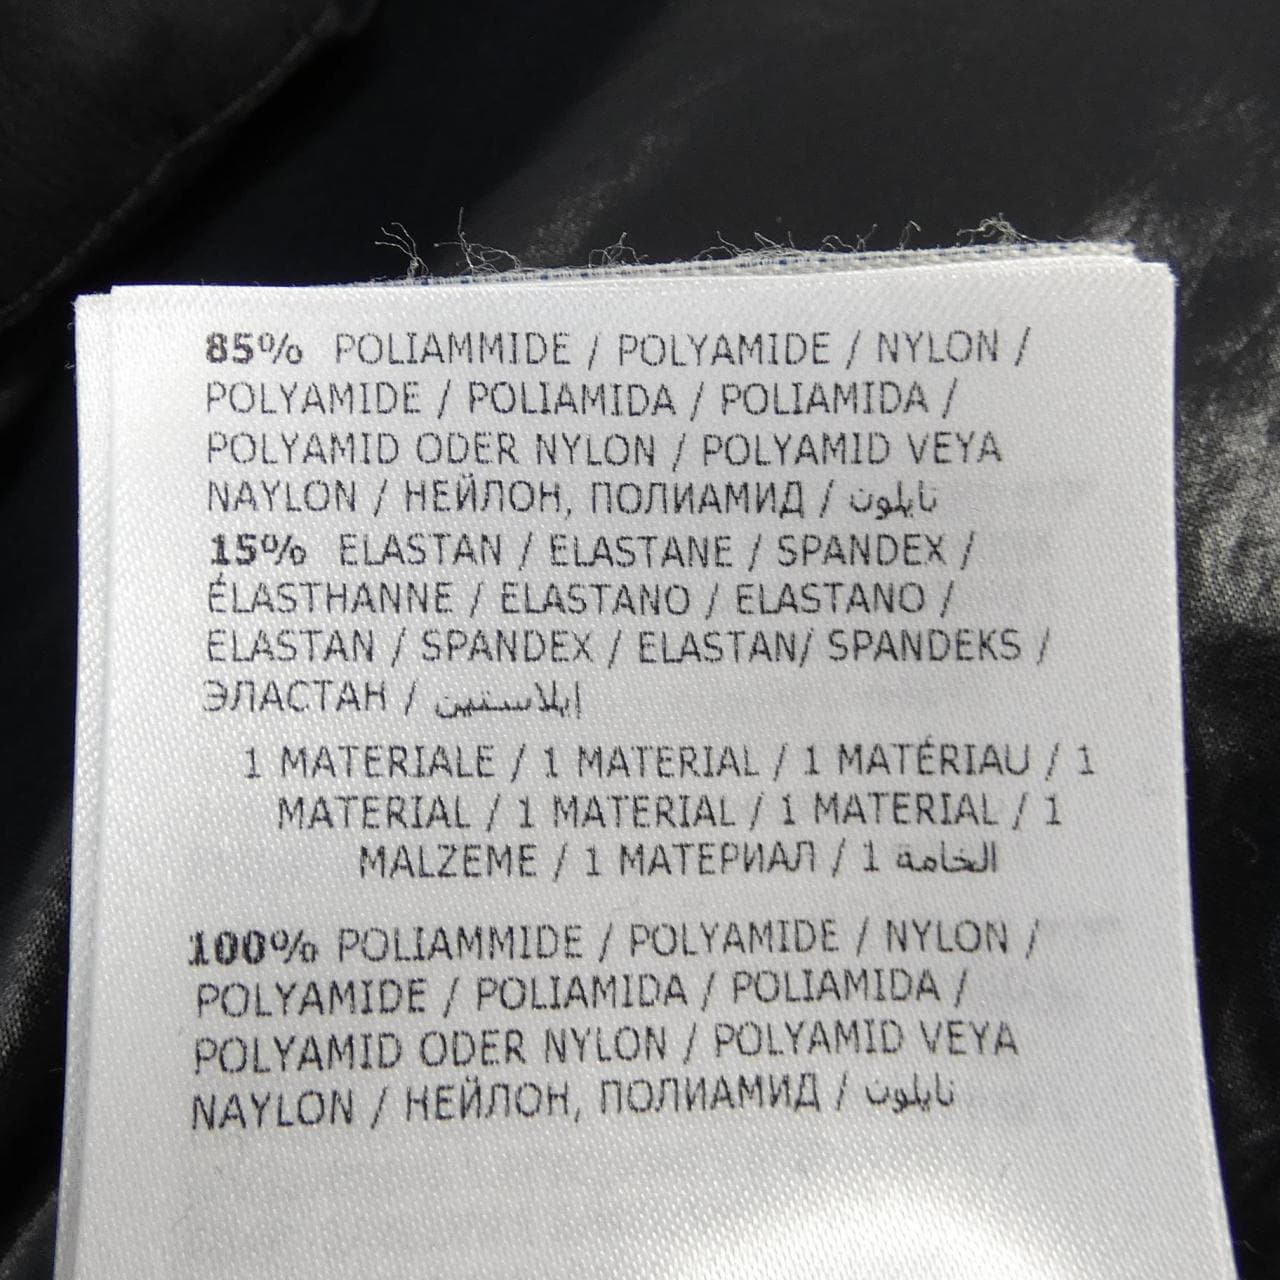 85% POLIAMMIDE / POLYAMIDE / NYLON /
POLYAMIDE / POLIAMIDA / POLIAMIDA /
POLYAMID ODER NYLON / POLYAMID VEYA
NAYLON / НЕЙЛОН, ПОЛИАМИД / نايلون
15% ELASTAN / ELASTANE / SPANDEX /
ÉLASTHANNE / ELASTANO / ELASTANO /
ELASTAN / SPANDEX / ELASTAN/ SPANDEKS /
ЭЛАСТАН / إيلاستين
1 MATERIALE / 1 MATERIAL / 1 MATÉRIAU / 1
MATERIAL / 1 MATERIAL / 1 MATERIAL / 1
MALZEME / 1 МАТЕРИАЛ / 1 الخامة
100% POLIAMMIDE / POLYAMIDE / NYLON /
POLYAMIDE / POLIAMIDA / POLIAMIDA /
POLYAMID ODER NYLON / POLYAMID VEYA
NAYLON / НЕЙЛОН, ПОЛИАМИД / نايلون